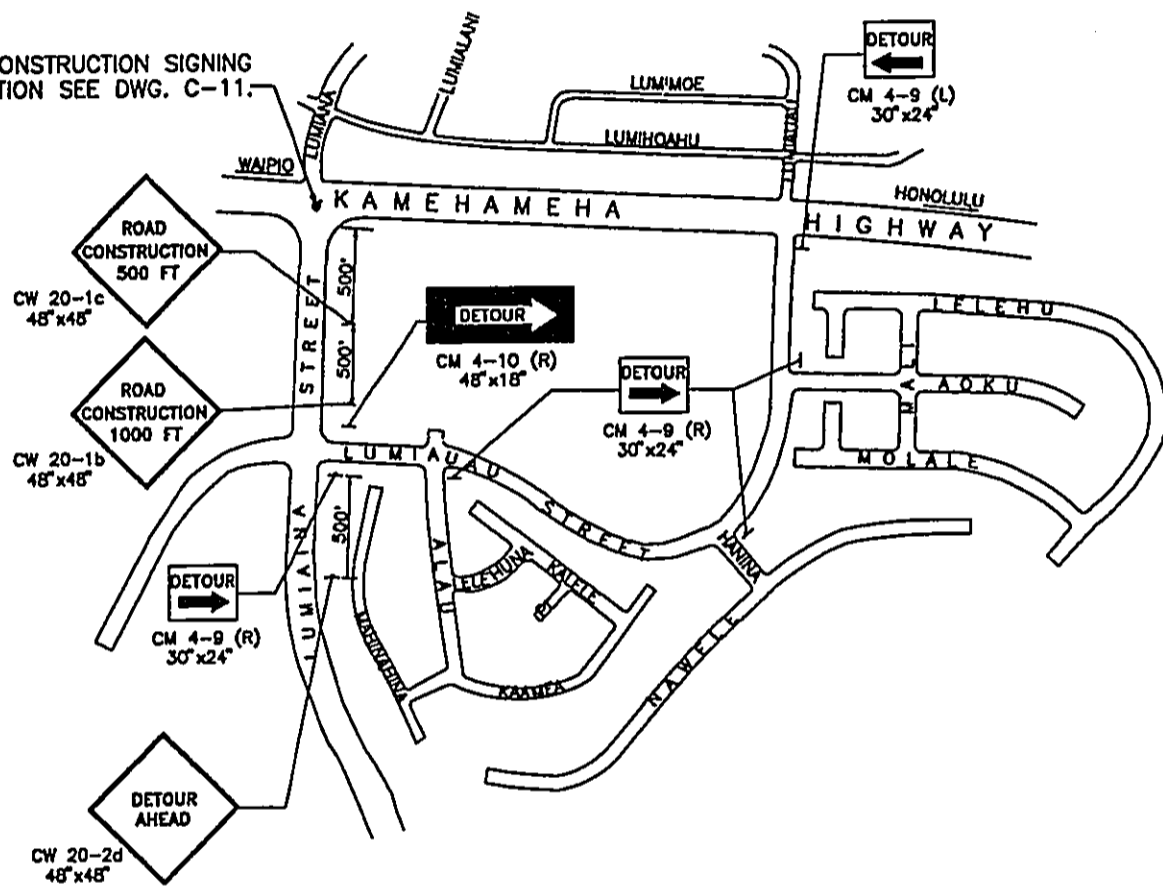 ONSTRUCTION SIGNING
TION SEE DWG. C-11.
LUMIALANI
DETOUR
CM 4-9 (L)
30"x24"
LUMIMOE
LUMIANA
LUMIHOAHU
WAIPIO
KAMEHAMEHA
HONOLULU
HIGHWAY
ROAD
CONSTRUCTION
500 FT
CW 20-1c
48"x48"
500'
STREET
DETOUR
CM 4-10 (R)
48"x18"
LELEHU
500'
ROAD
CONSTRUCTION
1000 FT
CW 20-1b
48"x48"
DETOUR
CM 4-9 (R)
30"x24"
AOKU
MOLALE
LUMIAUAU
STREET
500'
LUMIAINA
ALAU
ELEHUNA
KALELE
HANINA
DETOUR
CM 4-9 (R)
30"x24"
MAHINAHINA
KAAMEA
NAWELE
DETOUR
AHEAD
CW 20-2d
48"x48"